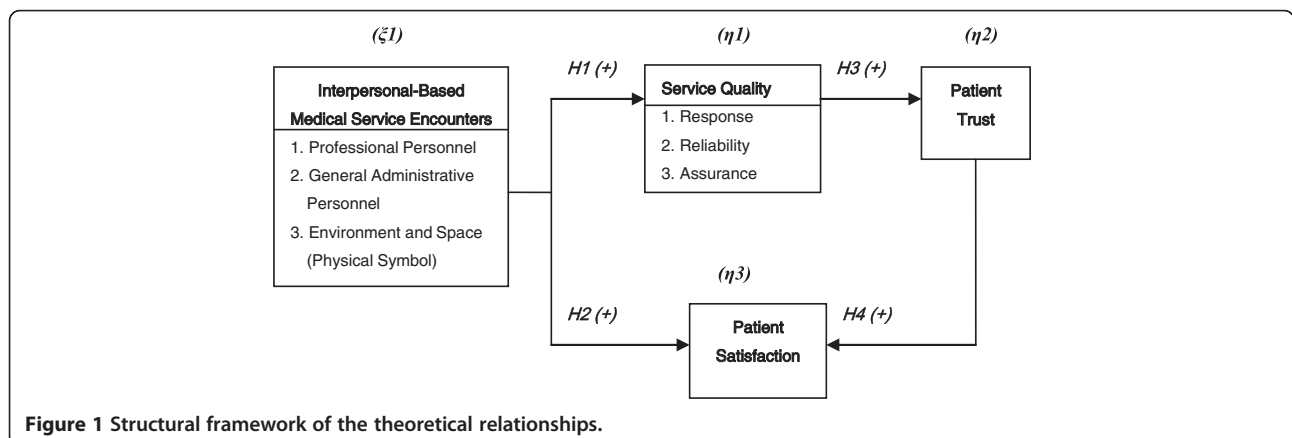 (ξ1)
(η1)
(η2)
Interpersonal-Based
Medical Service Encounters
1. Professional Personnel
2. General Administrative
Personnel
3. Environment and Space
(Physical Symbol)
H1 (+)
Service Quality
1. Response
2. Reliability
3. Assurance
H3 (+)
Patient
Trust
(η3)
H2 (+)
Patient
Satisfaction
H4 (+)
Figure 1 Structural framework of the theoretical relationships.